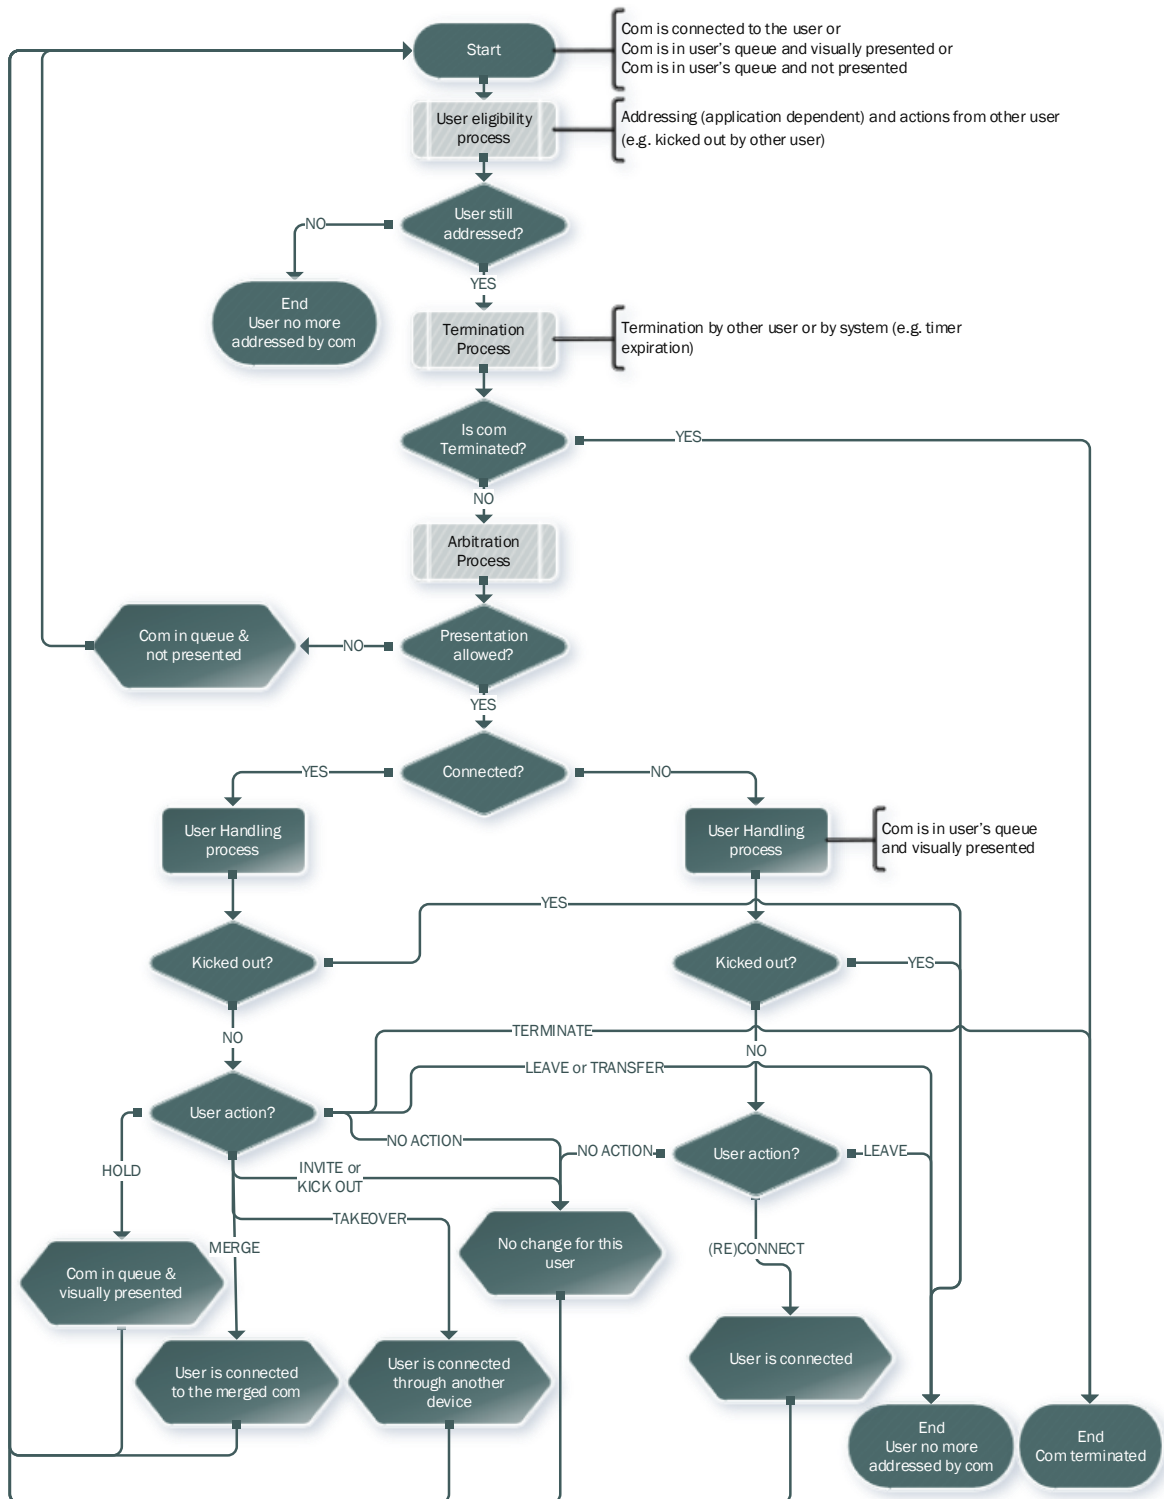 Start
Com is connected to the user or
Com is in user's queue and visually presented or
Com is in user's queue and not presented
User eligibility
process
Addressing (application dependent) and actions from other user
(e.g. kicked out by other user)
User still
addressed?
NO
YES
End
User no more
addressed by com
Termination
Process
Termination by other user or by system (e.g. timer
expiration)
Is com
Terminated?
YES
NO
Arbitration
Process
Presentation
allowed?
NO
Com in queue &
not presented
YES
Connected?
YES
NO
User Handling
process
User Handling
process
Com is in user's queue
and visually presented
YES
Kicked out?
Kicked out?
YES
NO
TERMINATE
NO
LEAVE or TRANSFER
User action?
NO ACTION
NO ACTION
User action?
LEAVE
HOLD
INVITE or
KICK OUT
TAKEOVER
MERGE
No change for this
user
(RE)CONNECT
Com in queue &
visually presented
User is connected
to the merged com
User is connected
through another
device
User is connected
End
User no more
addressed by com
End
Com terminated